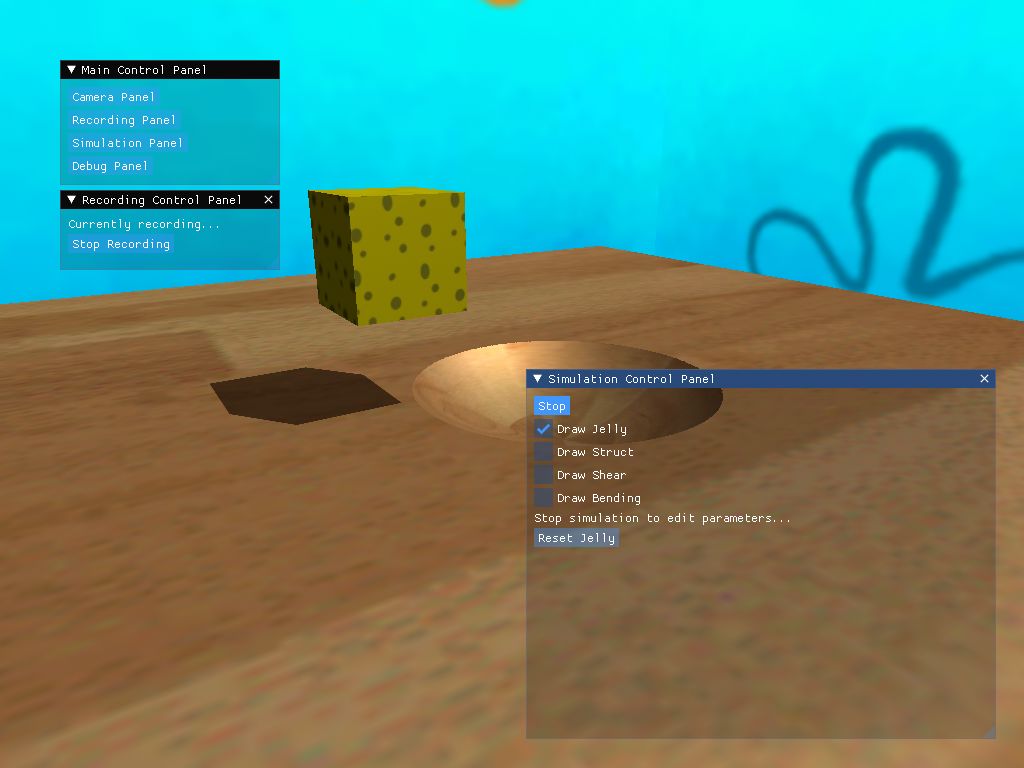 Main Control Panel
Camera Panel
Recording Panel
Simulation Panel
Debug Panel
Recording Control Panel
Currently recording...
Stop Recording
Simulation Control Panel
Stop
Draw Jelly
Draw Struct
Draw Shear
Draw Bending
Stop simulation to edit parameters...
Reset Jelly